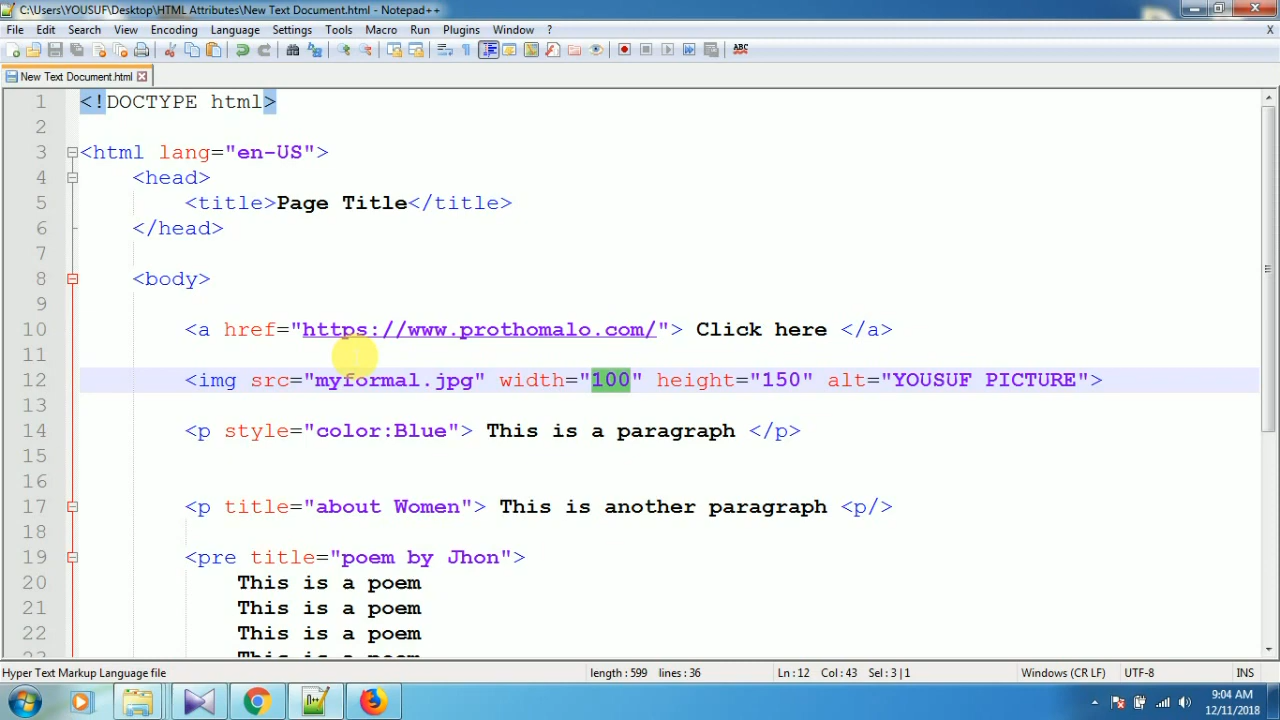 C:\Users\YOUSUF\Desktop\HTML Attributes\New Text Document.html - Notepad++
File Edit Search View Encoding Language Settings Tools Macro Run Plugins Window ? X
ABC
New Text Document.html
1 <!DOCTYPE html>
2
3 <html lang="en-US">
4 <head>
5 <title>Page Title</title>
6 </head>
7
8 <body>
9
10 <a href="https://www.prothomalo.com/"> Click here </a>
11
12 <img src="myformal.jpg" width="100" height="150" alt="YOUSUF PICTURE">
13
14 <p style="color:Blue"> This is a paragraph </p>
15
16
17 <p title="about Women"> This is another paragraph <p/>
18
19 <pre title="poem by Jhon">
20 This is a poem
21 This is a poem
22 This is a poem
23 This is a poem
Hyper Text Markup Language file length : 599 lines : 36 Ln : 12 Col : 43 Sel : 3 | 1 Windows (CR LF) UTF-8 INS
9:04 AM
12/11/2018